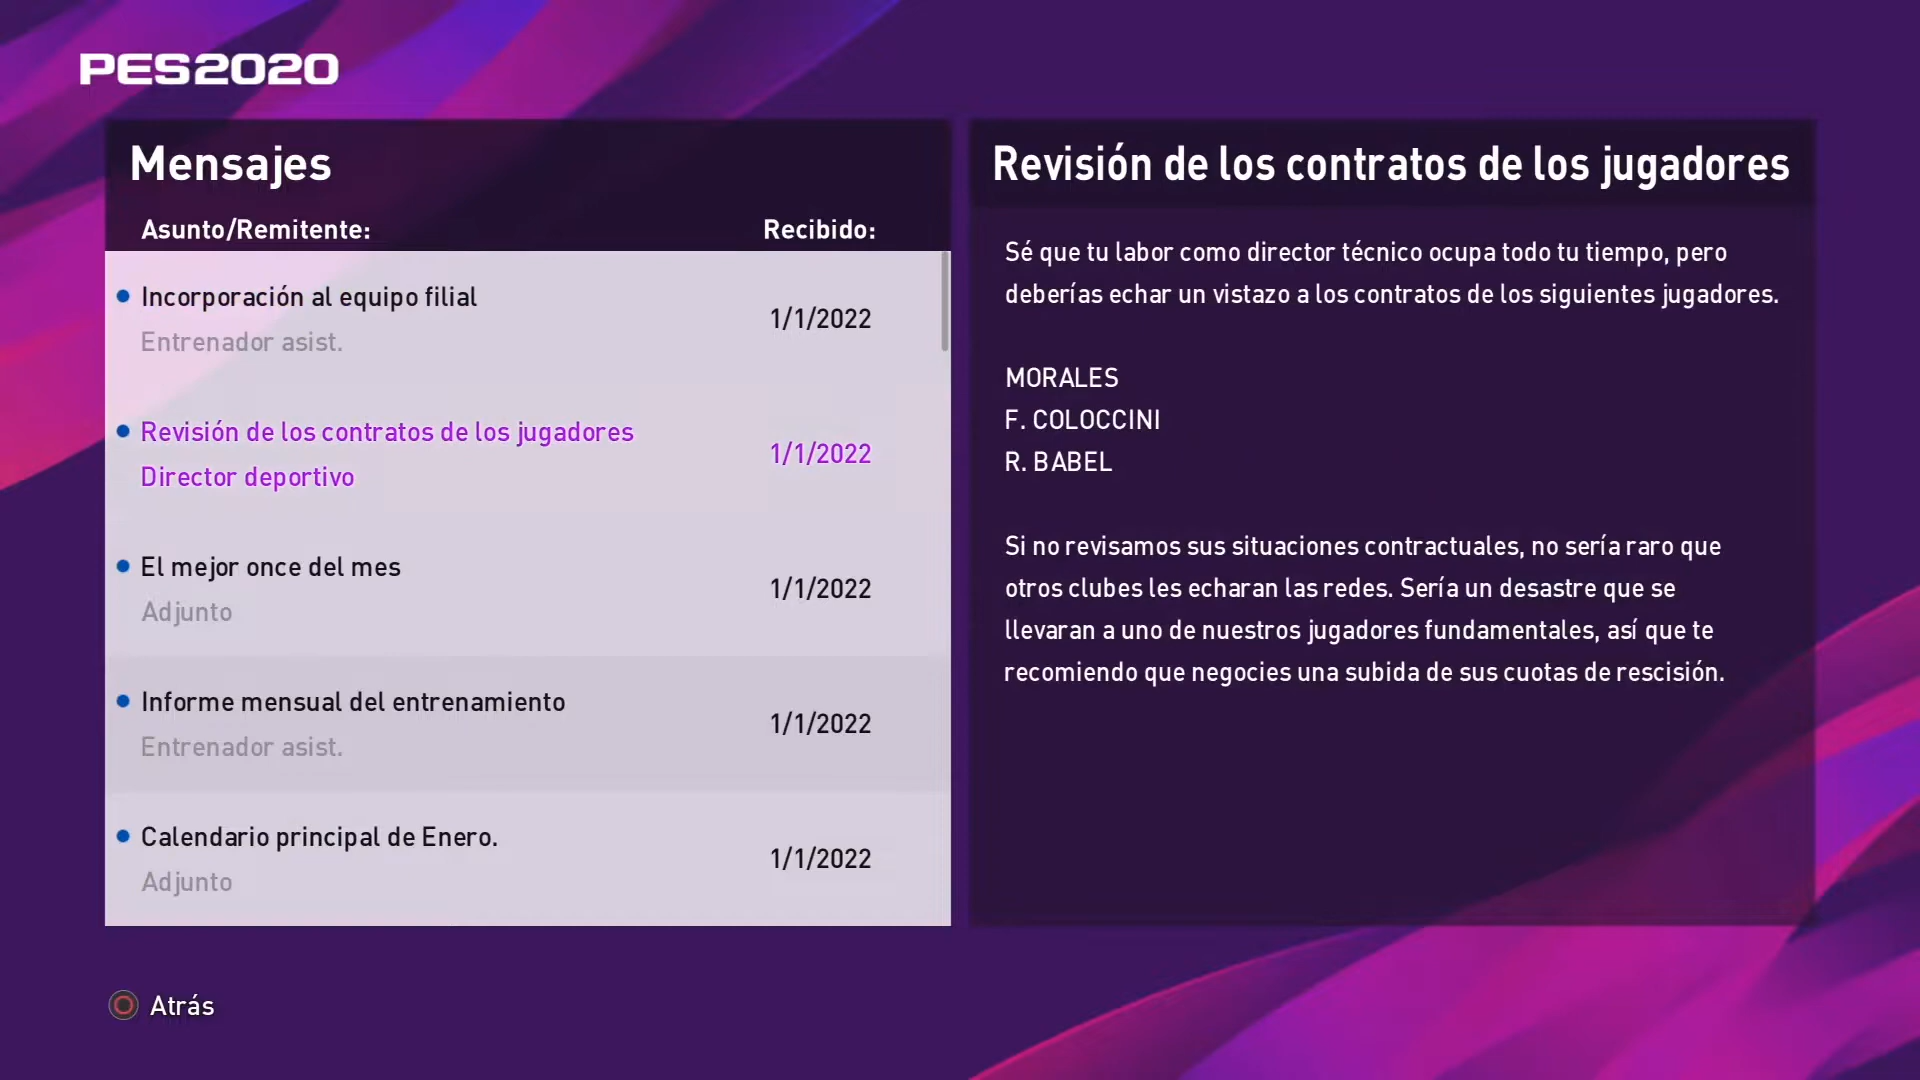 PES2020
Mensajes
Asunto/Remitente: Recibido:
Incorporación al equipo filial
Entrenador asist.
1/1/2022
Revisión de los contratos de los jugadores
Director deportivo
1/1/2022
El mejor once del mes
Adjunto
1/1/2022
Informe mensual del entrenamiento
Entrenador asist.
1/1/2022
Calendario principal de Enero.
Adjunto
1/1/2022
Revisión de los contratos de los jugadores
Sé que tu labor como director técnico ocupa todo tu tiempo, pero
deberías echar un vistazo a los contratos de los siguientes jugadores.
MORALES
F. COLOCCINI
R. BABEL
Si no revisamos sus situaciones contractuales, no sería raro que
otros clubes les echaran las redes. Sería un desastre que se
llevaran a uno de nuestros jugadores fundamentales, así que te
recomiendo que negocies una subida de sus cuotas de rescisión.
Atrás